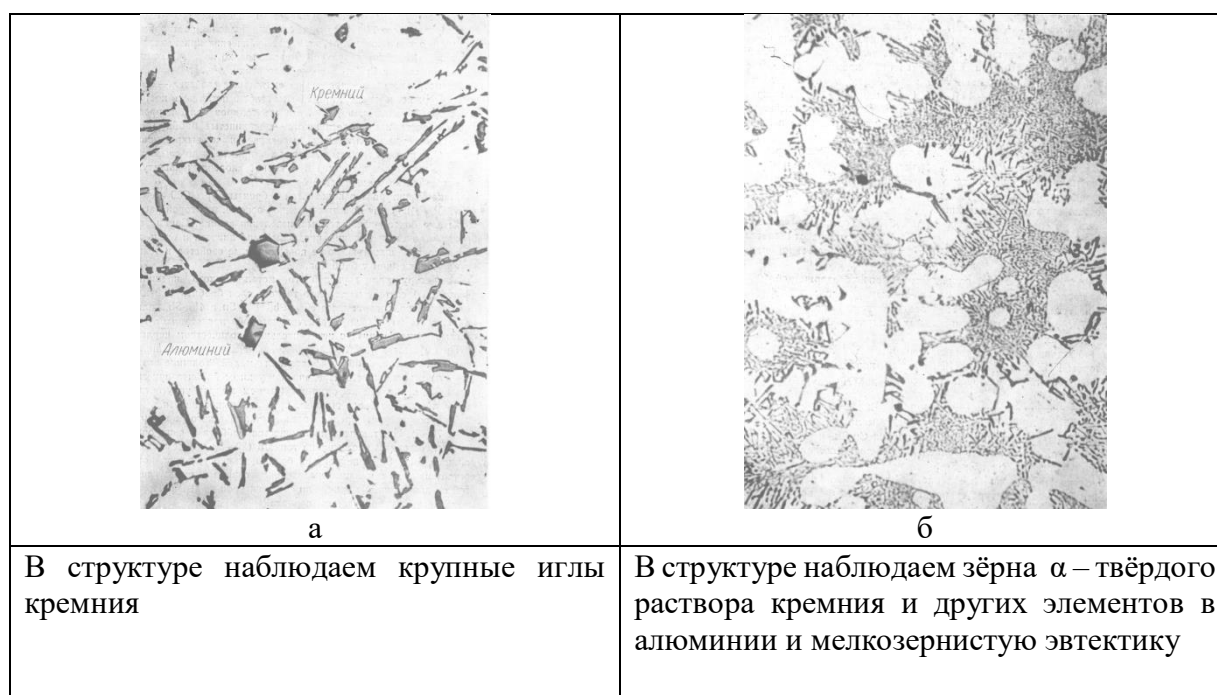 Кремний
Алюминий
а
б
В структуре наблюдаем крупные иглы
кремния
В структуре наблюдаем зёрна α – твёрдого
раствора кремния и других элементов в
алюминии и мелкозернистую эвтектику